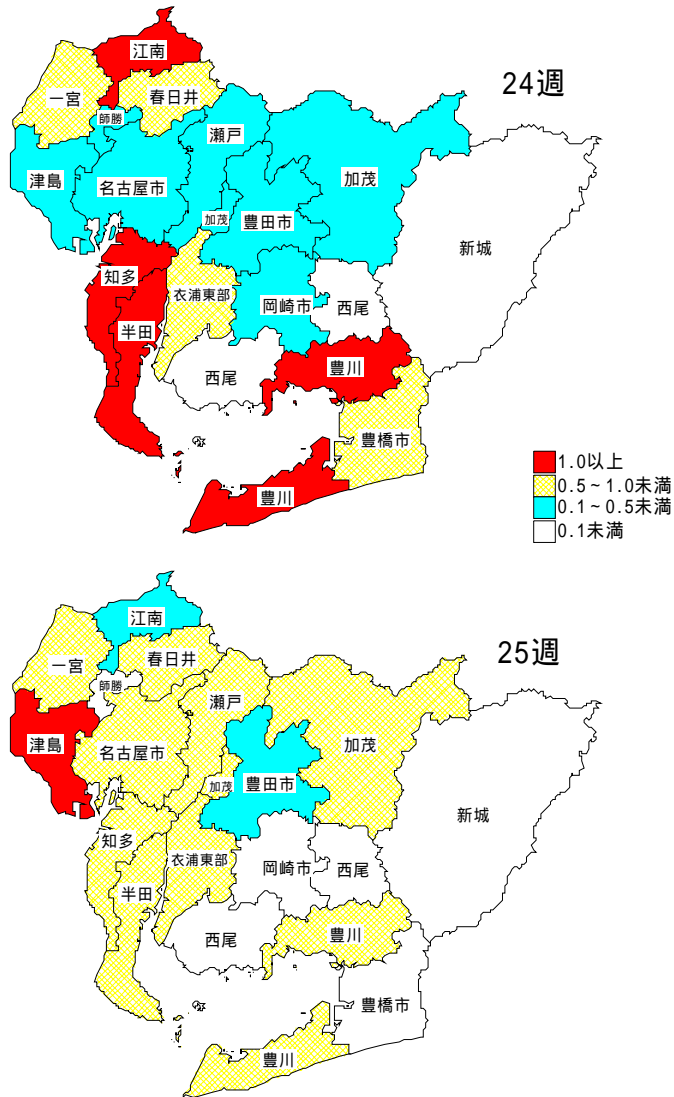 24週
江南
一宮
春日井
師勝
瀬戸
津島
名古屋市
加茂
加茂
豊田市
新城
知多
衣浦東部
岡崎市
西尾
半田
西尾
豊川
豊橋市
豊川
1.0以上
0.5~1.0未満
0.1~0.5未満
0.1未満
25週
江南
一宮
春日井
師勝
瀬戸
津島
名古屋市
加茂
加茂
豊田市
新城
知多
衣浦東部
岡崎市
西尾
半田
西尾
豊川
豊橋市
豊川